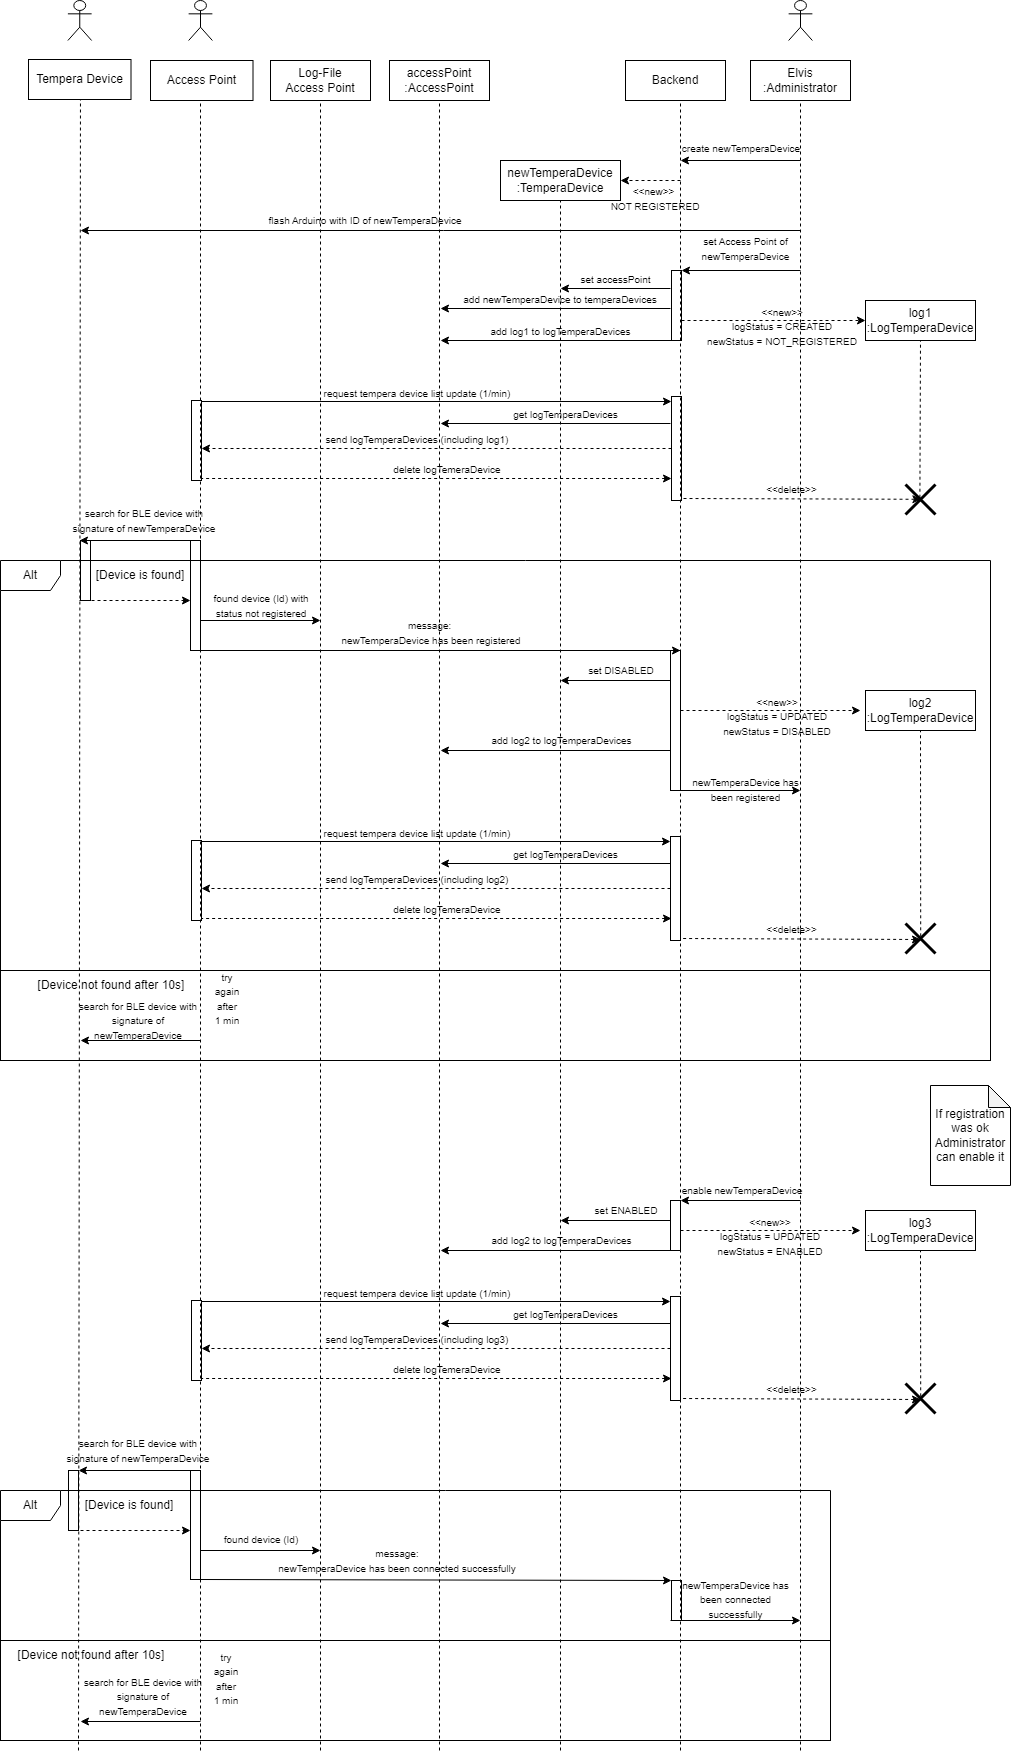 Tempera Device
Access Point
Log-File
Access Point
accessPoint
:AccessPoint
Backend
Elvis
:Administrator
create newTemperaDevice
newTemperaDevice
:TemperaDevice
<<new>>
NOT REGISTERED
flash Arduino with ID of newTemperaDevice
set Access Point of
newTemperaDevice
set accessPoint
add newTemperaDevice to temperaDevices
<<new>>
logStatus = CREATED
newStatus = NOT_REGISTERED
log1
:LogTemperaDevice
add log1 to logTemperaDevices
request tempera device list update (1/min)
get logTemperaDevices
send logTemperaDevices (including log1)
delete logTemeraDevice
<<delete>>
search for BLE device with
signature of newTemperaDevice
Alt
[Device is found]
found device (Id) with
status not registered
message:
newTemperaDevice has been registered
set DISABLED
<<new>>
logStatus = UPDATED
newStatus = DISABLED
log2
:LogTemperaDevice
add log2 to logTemperaDevices
newTemperaDevice has
been registered
request tempera device list update (1/min)
get logTemperaDevices
send logTemperaDevices (including log2)
delete logTemeraDevice
<<delete>>
[Device not found after 10s]
try
again
after
1 min
search for BLE device with
signature of
newTemperaDevice
If registration
was ok
Administrator
can enable it
enable newTemperaDevice
set ENABLED
<<new>>
logStatus = UPDATED
newStatus = ENABLED
log3
:LogTemperaDevice
add log2 to logTemperaDevices
request tempera device list update (1/min)
get logTemperaDevices
send logTemperaDevices (including log3)
delete logTemeraDevice
<<delete>>
search for BLE device with
signature of newTemperaDevice
Alt
[Device is found]
found device (Id)
message:
newTemperaDevice has been connected successfully
newTemperaDevice has
been connected
successfully
[Device not found after 10s]
try
again
after
1 min
search for BLE device with
signature of
newTemperaDevice